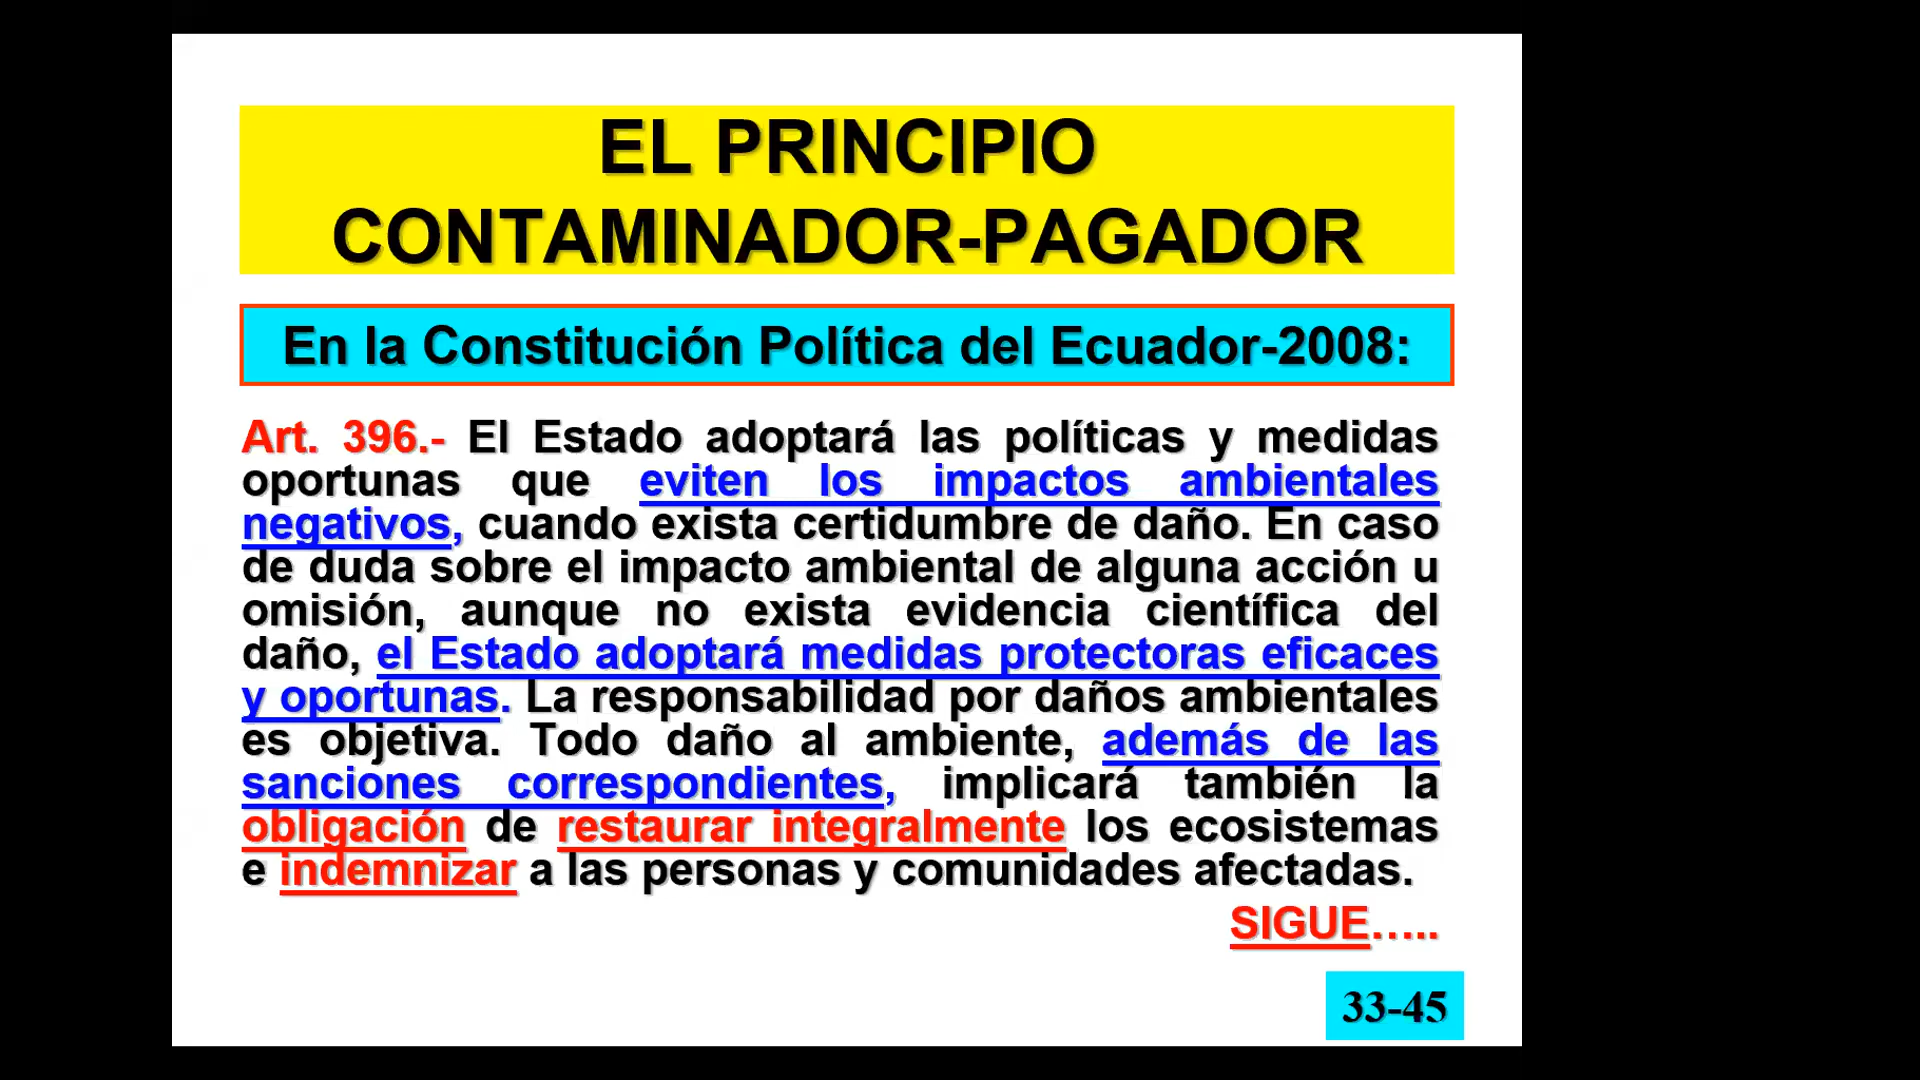 EL PRINCIPIO
CONTAMINADOR-PAGADOR
En la Constitución Política del Ecuador-2008:
Art. 396.- El Estado adoptará las políticas y medidas
oportunas que eviten los impactos ambientales
negativos, cuando exista certidumbre de daño. En caso
de duda sobre el impacto ambiental de alguna acción u
omisión, aunque no exista evidencia científica del
daño, el Estado adoptará medidas protectoras eficaces
y oportunas. La responsabilidad por daños ambientales
es objetiva. Todo daño al ambiente, además de las
sanciones correspondientes, implicará también la
obligación de restaurar integralmente los ecosistemas
e indemnizar a las personas y comunidades afectadas.
SIGUE.....
33-45